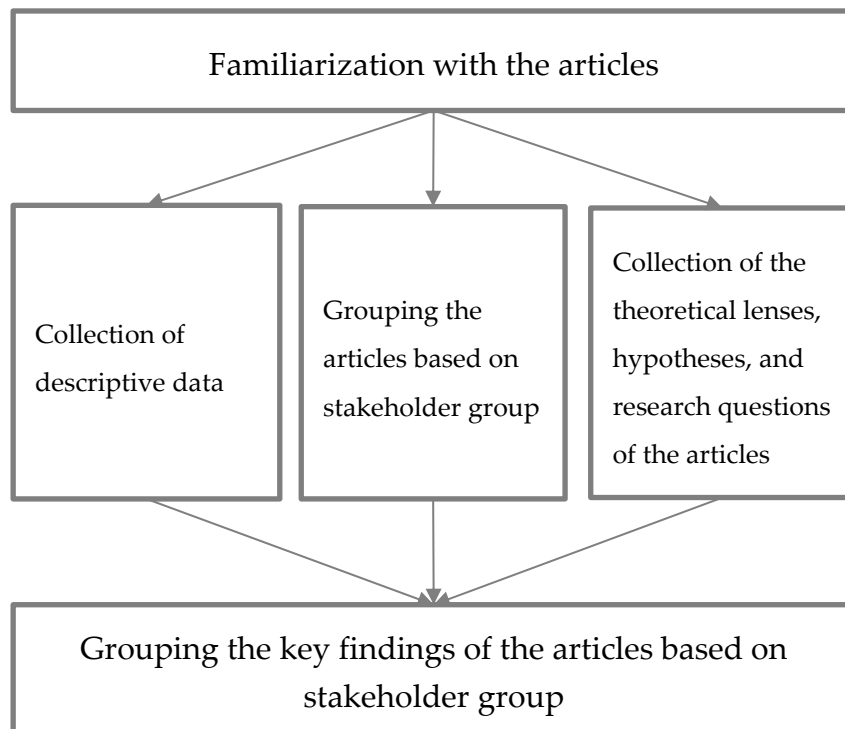 Familiarization with the articles
Collection of
descriptive data
Grouping the
articles based on
stakeholder group
Collection of the
theoretical lenses,
hypotheses, and
research questions
of the articles
Grouping the key findings of the articles based on
stakeholder group